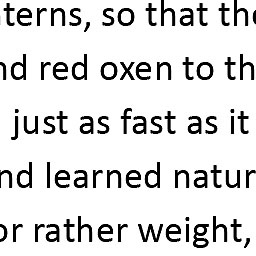 terns, so that the
nd red oxen to th
just as fast as it
nd learned natur
or rather weight,